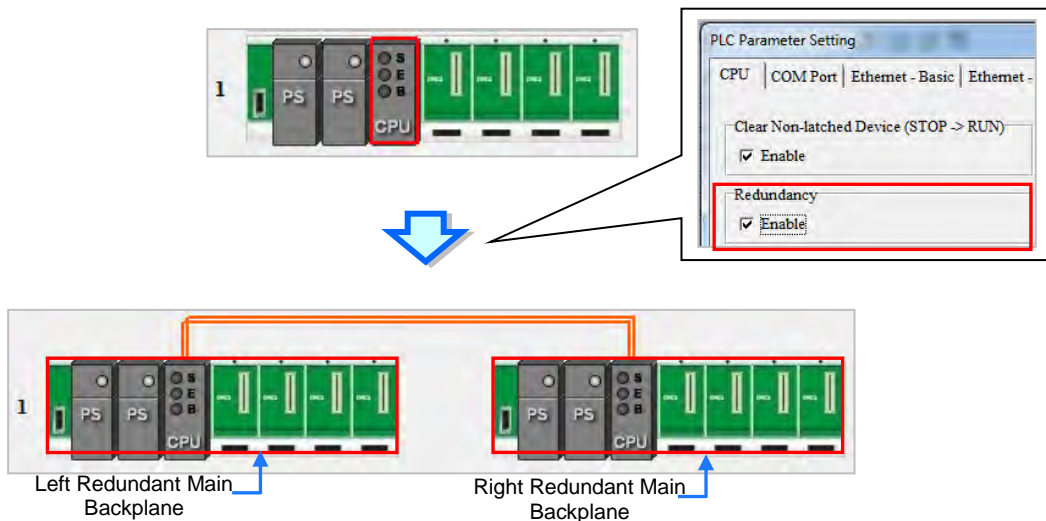 1
PS PS CPU
S
E
B
PLC Parameter Setting
CPU COM Port Ethernet - Basic Ethernet -
Clear Non-latched Device (STOP -> RUN)
Enable
Redundancy
Enable
1
PS PS CPU
S
E
B
PS PS CPU
S
E
B
Left Redundant Main
Backplane
Right Redundant Main
Backplane